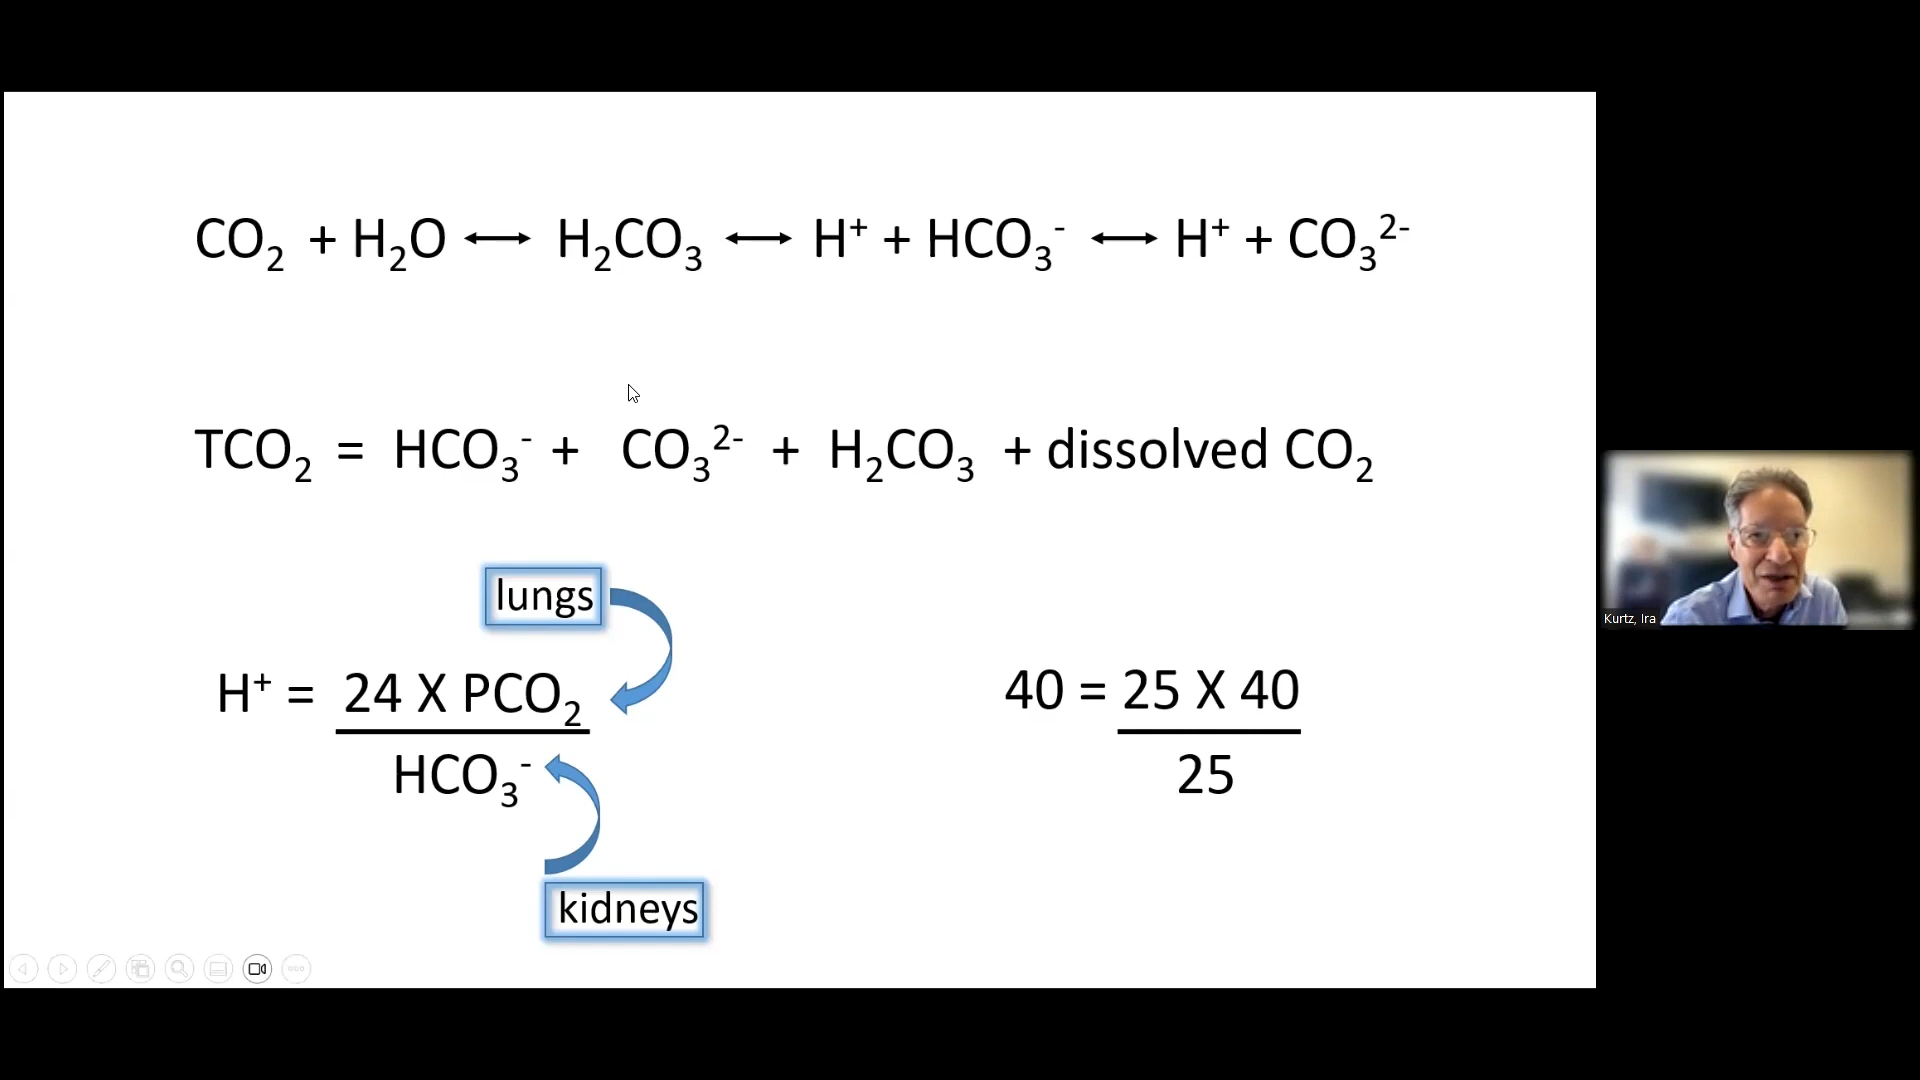 CO₂ + H₂O ⟷ H₂CO₃ ⟷ H⁺ + HCO₃⁻ ⟷ H⁺ + CO₃²⁻
TCO₂ = HCO₃⁻ + CO₃²⁻ + H₂CO₃ + dissolved CO₂
lungs
H⁺ = 24 X PCO₂
HCO₃⁻
kidneys
40 = 25 X 40
25
Kurtz, Ira